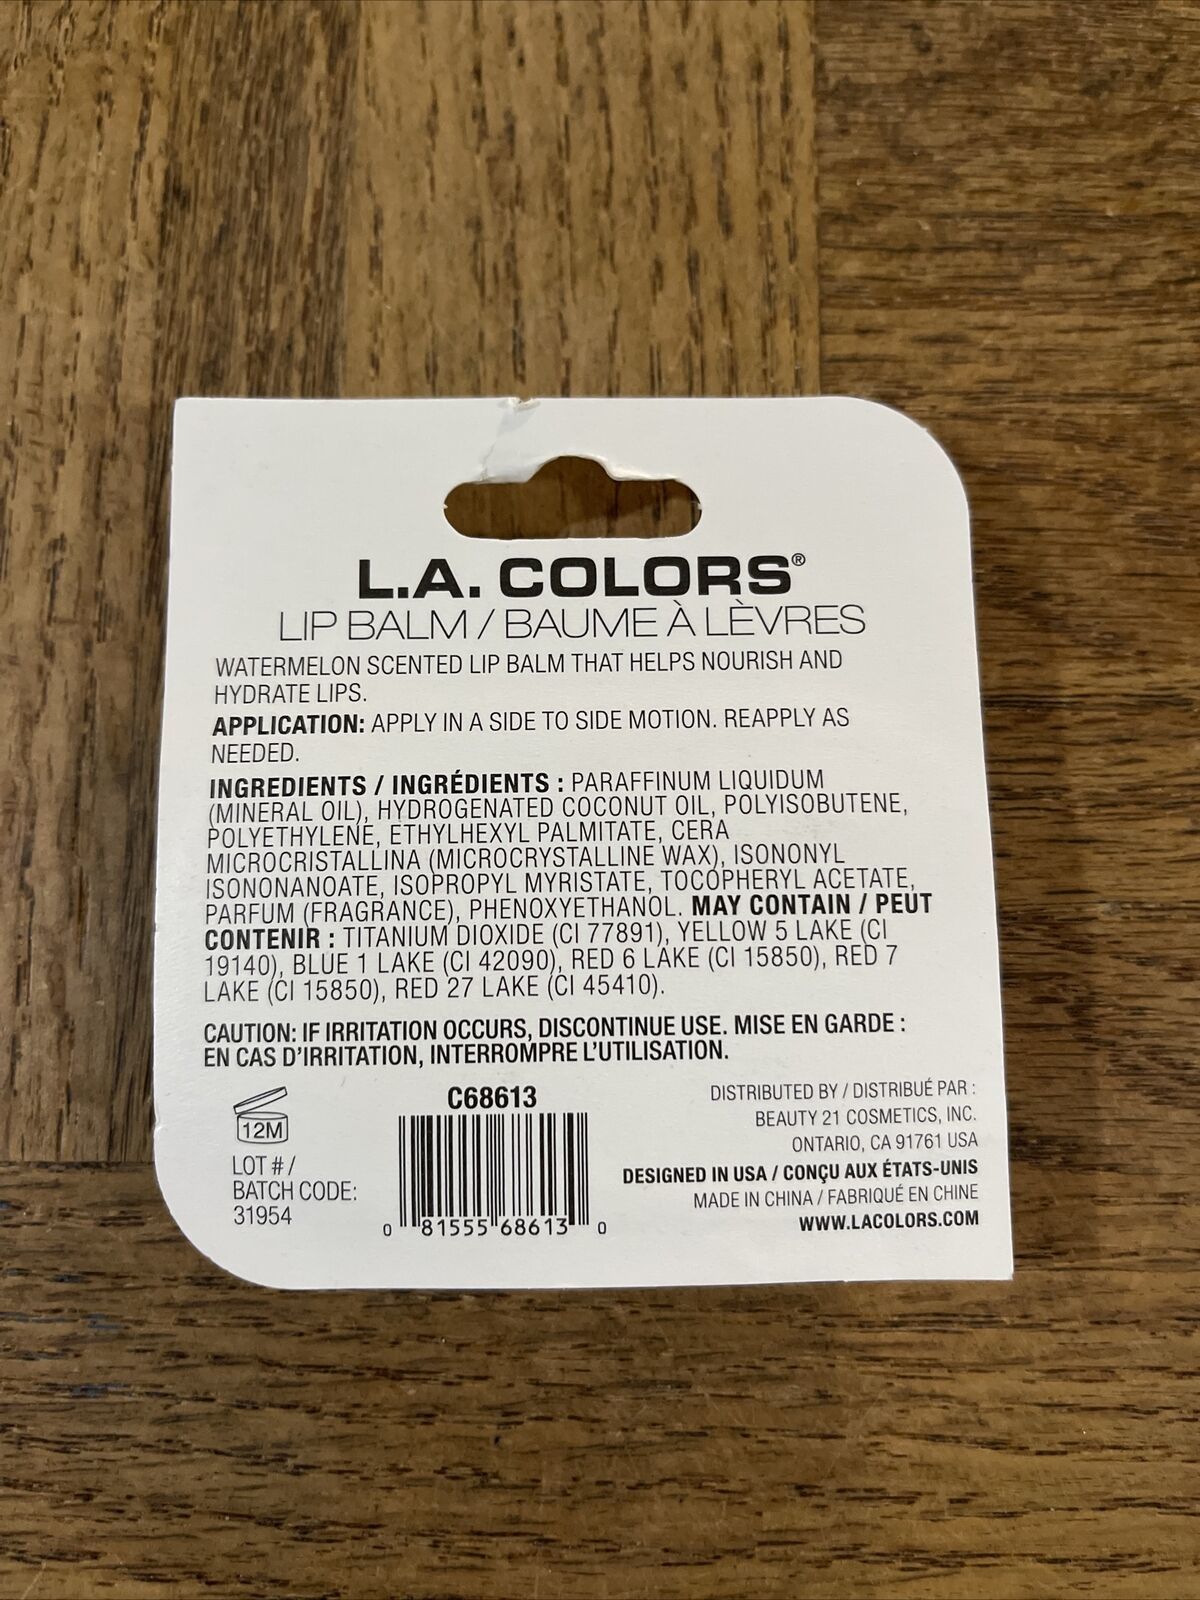 L.A. COLORS®
LIP BALM / BAUME À LÈVRES
WATERMELON SCENTED LIP BALM THAT HELPS NOURISH AND
HYDRATE LIPS.
APPLICATION: APPLY IN A SIDE TO SIDE MOTION. REAPPLY AS
NEEDED.
INGREDIENTS / INGRÉDIENTS : PARAFFINUM LIQUIDUM
(MINERAL OIL), HYDROGENATED COCONUT OIL, POLYISOBUTENE,
POLYETHYLENE, ETHYLHEXYL PALMITATE, CERA
MICROCRISTALLINA (MICROCRYSTALLINE WAX), ISONONYL
ISONONANOATE, ISOPROPYL MYRISTATE, TOCOPHERYL ACETATE,
PARFUM (FRAGRANCE), PHENOXYETHANOL. MAY CONTAIN / PEUT
CONTENIR : TITANIUM DIOXIDE (CI 77891), YELLOW 5 LAKE (CI
19140), BLUE 1 LAKE (CI 42090), RED 6 LAKE (CI 15850), RED 7
LAKE (CI 15850), RED 27 LAKE (CI 45410).
CAUTION: IF IRRITATION OCCURS, DISCONTINUE USE. MISE EN GARDE :
EN CAS D'IRRITATION, INTERROMPRE L'UTILISATION.
12M
LOT # /
BATCH CODE:
31954
C68613
0 81555 68613 0
DISTRIBUTED BY / DISTRIBUÉ PAR :
BEAUTY 21 COSMETICS, INC.
ONTARIO, CA 91761 USA
DESIGNED IN USA / CONÇU AUX ÉTATS-UNIS
MADE IN CHINA / FABRIQUÉ EN CHINE
WWW.LACOLORS.COM